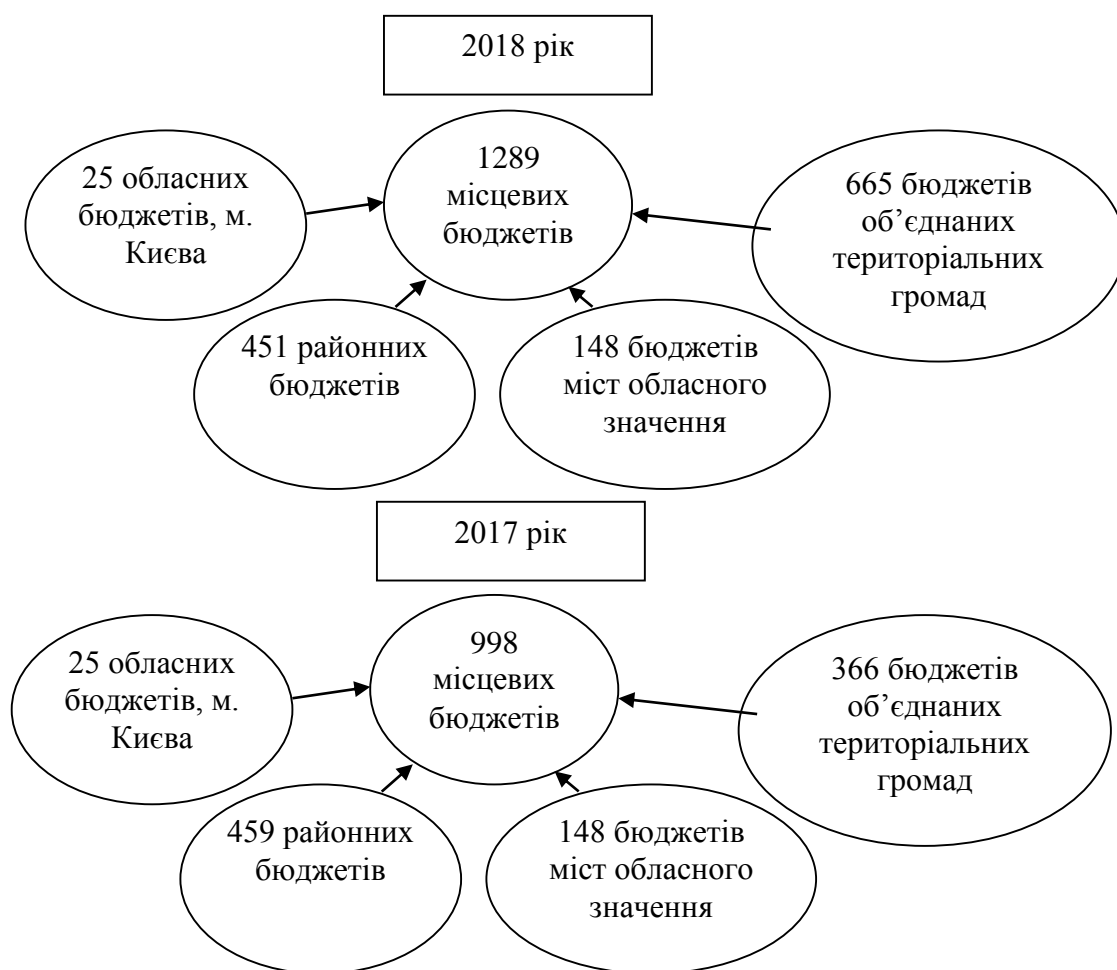 2018 рік
25 обласних
бюджетів, м.
Києва
1289
місцевих
бюджетів
665 бюджетів
об’єднаних
територіальних
громад
451 районних
бюджетів
148 бюджетів
міст обласного
значення
2017 рік
25 обласних
бюджетів, м.
Києва
998
місцевих
бюджетів
366 бюджетів
об’єднаних
територіальних
громад
459 районних
бюджетів
148 бюджетів
міст обласного
значення